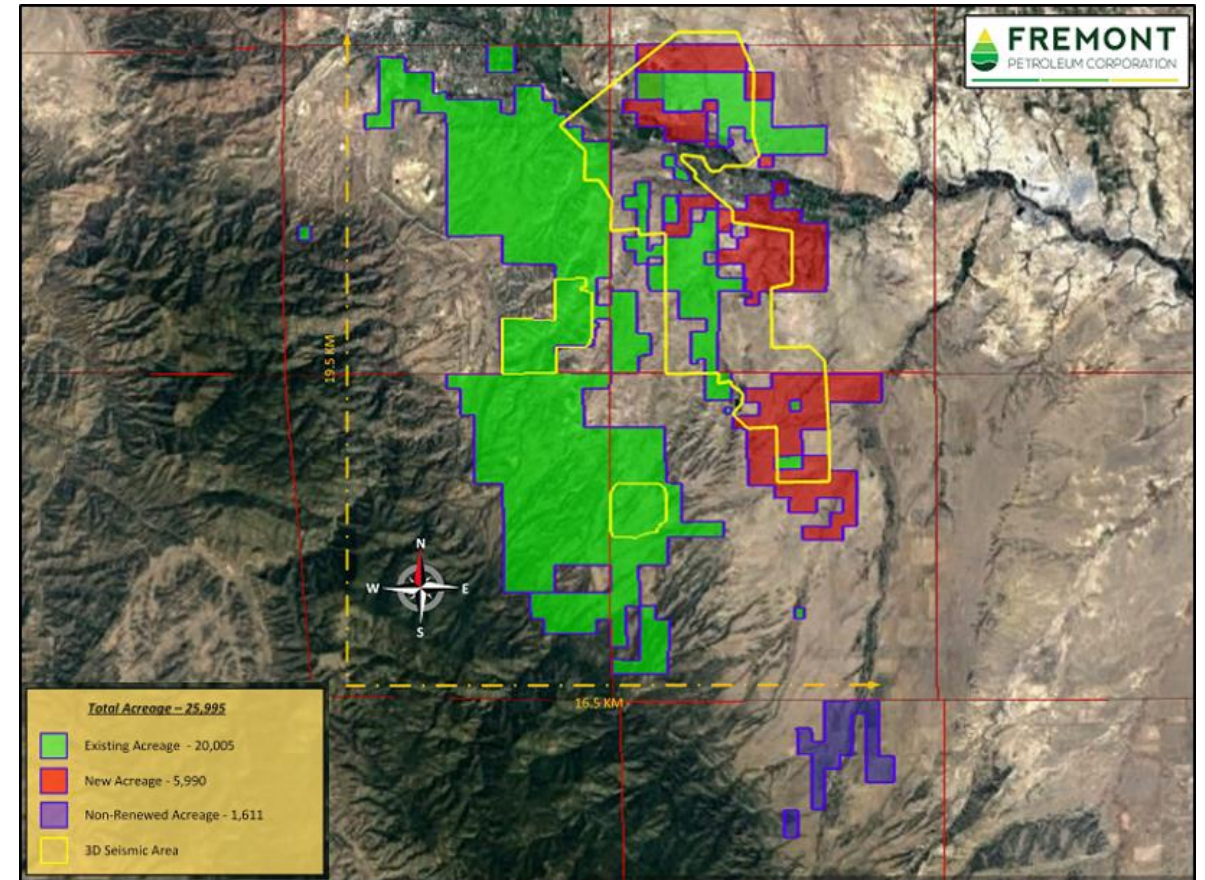 FREMONT
PETROLEUM CORPORATION
19.5 KM
N
W E
S
16.5 KM
Total Acreage – 25,995
Existing Acreage - 20,005
New Acreage - 5,990
Non-Renewed Acreage - 1,611
3D Seismic Area